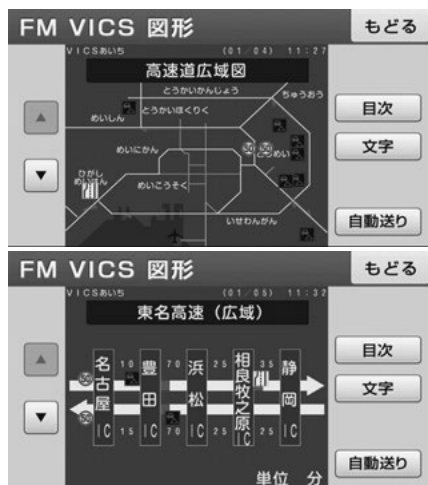 FM VICS 図形
もどる
VICSあいち (01/04) 11:27
高速道広域図
とうかいかんじょう
ちゅうおう
とうかいほくりく
めいしん
目次
めいにかん
とうめい
文字
ひがし
めいはん
めいこうそく
いせわんがん
自動送り
FM VICS 図形
もどる
VICSあいち (01/05) 11:32
東名高速(広域)
名古屋IC
豊田IC
浜松IC
相良牧之原IC
静岡IC
10 70 25 35
15 70 25 25
50
目次
文字
単位 分
自動送り